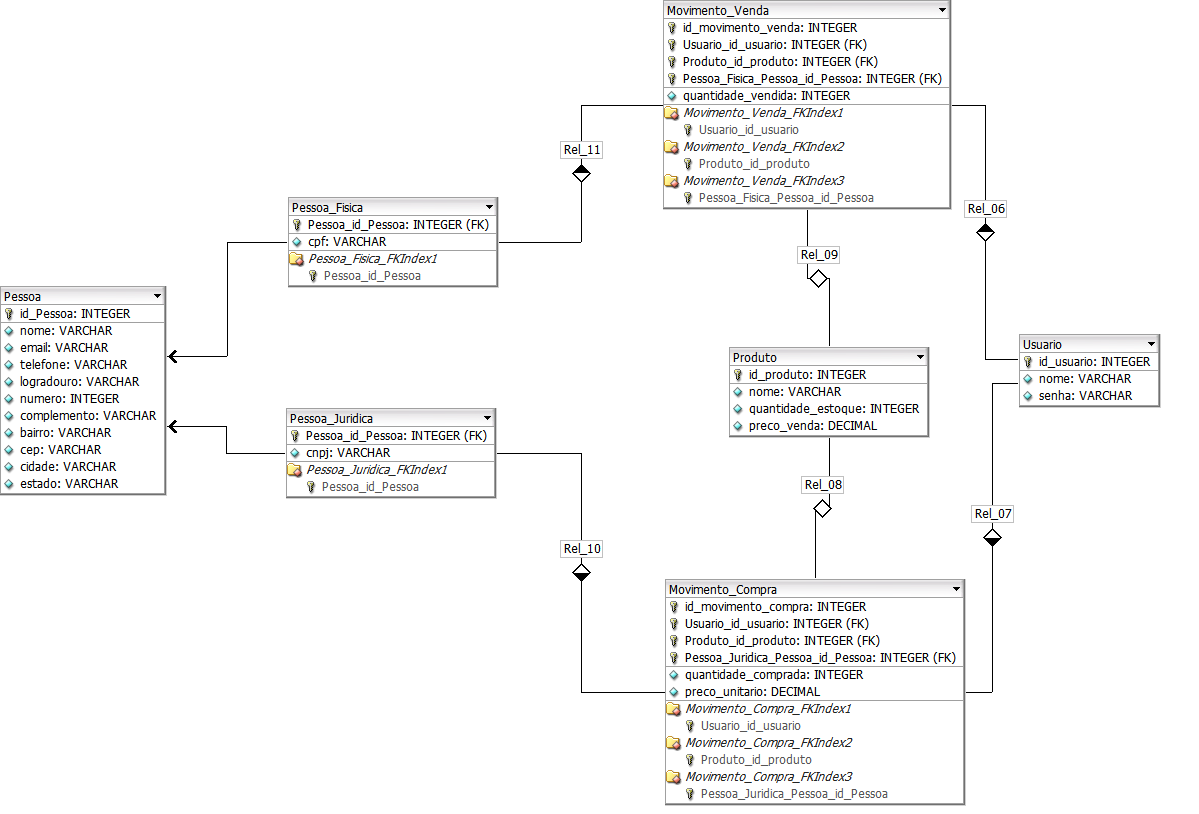 Movimento_Venda
id_movimento_venda: INTEGER
Usuario_id_usuario: INTEGER (FK)
Produto_id_produto: INTEGER (FK)
Pessoa_Fisica_Pessoa_id_Pessoa: INTEGER (FK)
quantidade_vendida: INTEGER
Movimento_Venda_FKIndex1
Usuario_id_usuario
Movimento_Venda_FKIndex2
Produto_id_produto
Movimento_Venda_FKIndex3
Pessoa_Fisica_Pessoa_id_Pessoa
Rel_11
Rel_06
Rel_09
Pessoa_Fisica
Pessoa_id_Pessoa: INTEGER (FK)
cpf: VARCHAR
Pessoa_Fisica_FKIndex1
Pessoa_id_Pessoa
Pessoa
id_Pessoa: INTEGER
nome: VARCHAR
email: VARCHAR
telefone: VARCHAR
logradouro: VARCHAR
numero: INTEGER
complemento: VARCHAR
bairro: VARCHAR
cep: VARCHAR
cidade: VARCHAR
estado: VARCHAR
Usuario
id_usuario: INTEGER
nome: VARCHAR
senha: VARCHAR
Produto
id_produto: INTEGER
nome: VARCHAR
quantidade_estoque: INTEGER
preco_venda: DECIMAL
Pessoa_Juridica
Pessoa_id_Pessoa: INTEGER (FK)
cnpj: VARCHAR
Pessoa_Juridica_FKIndex1
Pessoa_id_Pessoa
Rel_08
Rel_07
Rel_10
Movimento_Compra
id_movimento_compra: INTEGER
Usuario_id_usuario: INTEGER (FK)
Produto_id_produto: INTEGER (FK)
Pessoa_Juridica_Pessoa_id_Pessoa: INTEGER (FK)
quantidade_comprada: INTEGER
preco_unitario: DECIMAL
Movimento_Compra_FKIndex1
Usuario_id_usuario
Movimento_Compra_FKIndex2
Produto_id_produto
Movimento_Compra_FKIndex3
Pessoa_Juridica_Pessoa_id_Pessoa